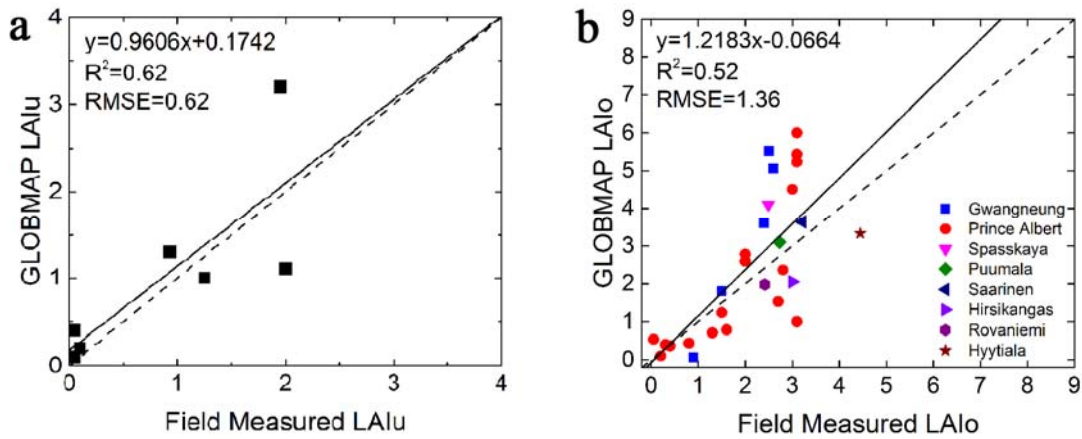 a
y=0.9606x+0.1742
R²=0.62
RMSE=0.62
GLOBMAP LAIu
4
3
2
1
0
0 1 2 3 4
Field Measured LAIu
b
y=1.2183x-0.0664
R²=0.52
RMSE=1.36
GLOBMAP LAIo
9
8
7
6
5
4
3
2
1
0
Gwangneung
Prince Albert
Spasskaya
Puumala
Saarinen
Hirsikangas
Rovaniemi
Hyytiala
0 1 2 3 4 5 6 7 8 9
Field Measured LAIo